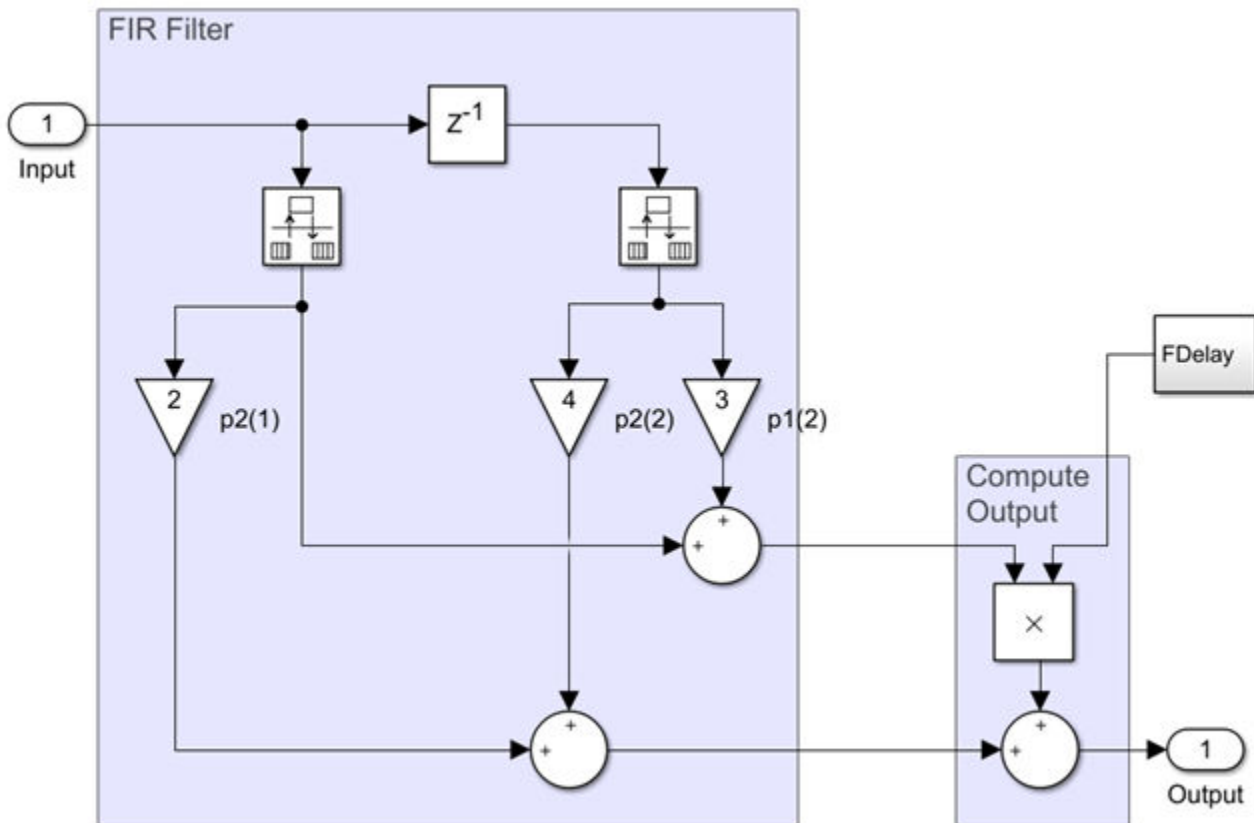 FIR Filter
1
Input
Z-1
2
p2(1)
4
p2(2)
3
p1(2)
FDelay
Compute
Output
+
+
×
+
+
+
+
1
Output